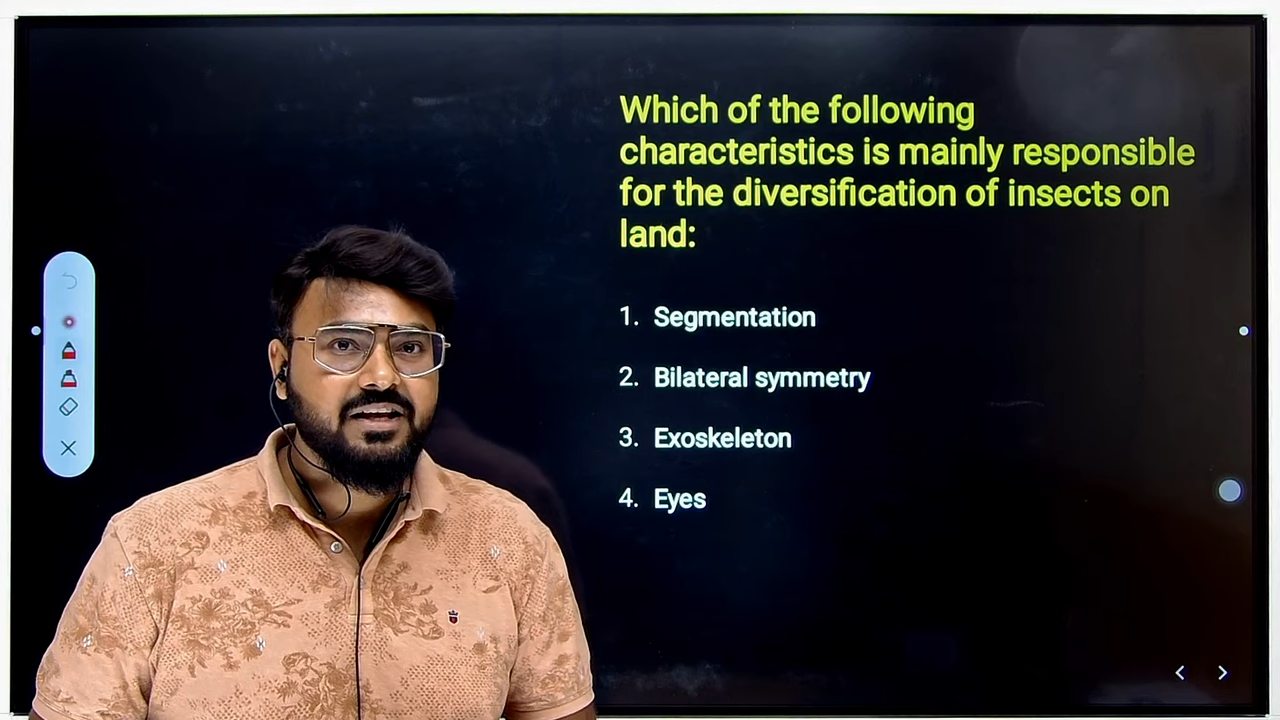 Which of the following
characteristics is mainly responsible
for the diversification of insects on
land:
1. Segmentation
2. Bilateral symmetry
3. Exoskeleton
4. Eyes